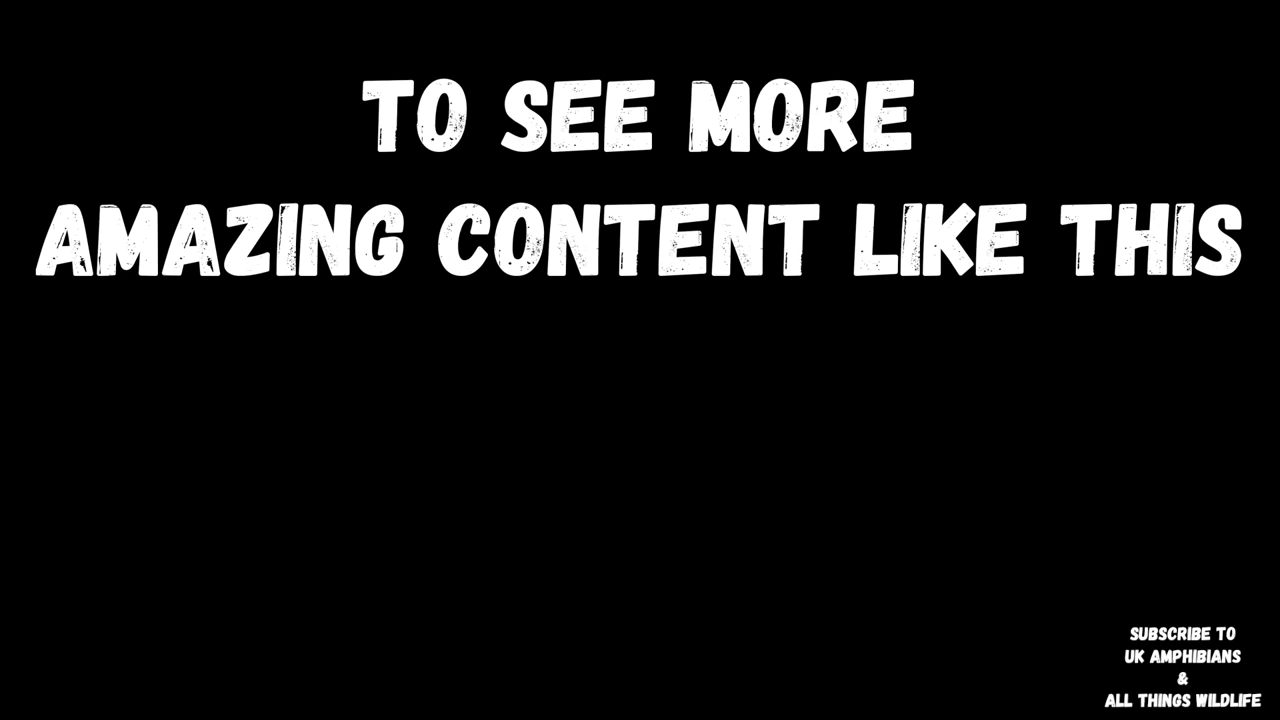 TO SEE MORE
AMAZING CONTENT LIKE THIS
SUBSCRIBE TO
UK AMPHIBIANS
&
ALL THINGS WILDLIFE